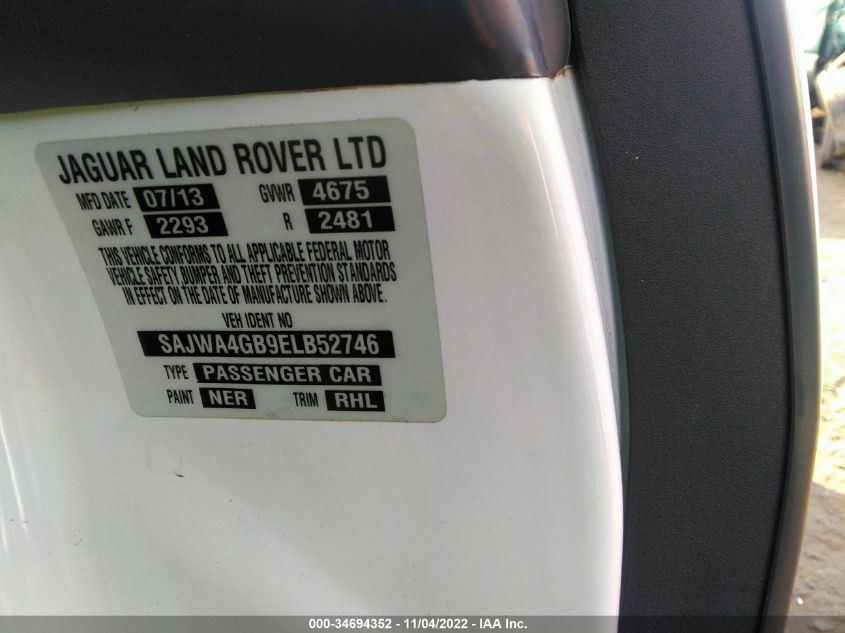 JAGUAR LAND ROVER LTD
MFD DATE 07/13 GVWR 4675
GAWR F 2293 R 2481
THIS VEHICLE CONFORMS TO ALL APPLICABLE FEDERAL MOTOR
VEHICLE SAFETY, BUMPER AND THEFT PREVENTION STANDARDS
IN EFFECT ON THE DATE OF MANUFACTURE SHOWN ABOVE.
VEH IDENT NO
SAJWA4GB9ELB52746
TYPE PASSENGER CAR
PAINT NER TRIM RHL
000-34694352 - 11/04/2022 - IAA Inc.